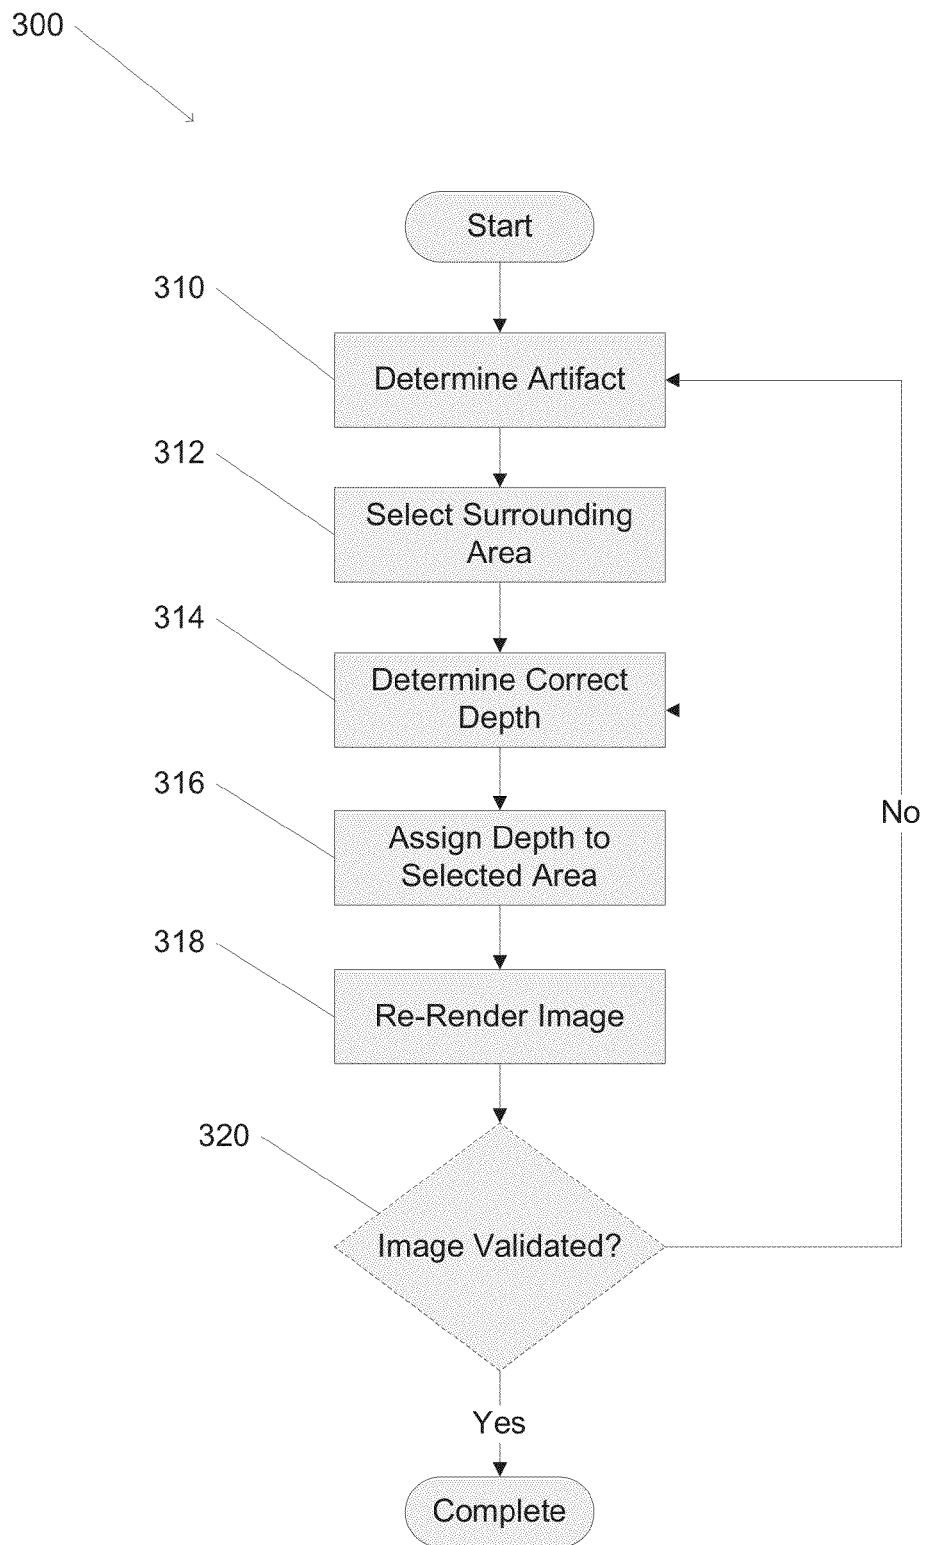 300
Start
310
Determine Artifact
312
Select Surrounding
Area
314
Determine Correct
Depth
316
Assign Depth to
Selected Area
No
318
Re-Render Image
320
Image Validated?
Yes
Complete